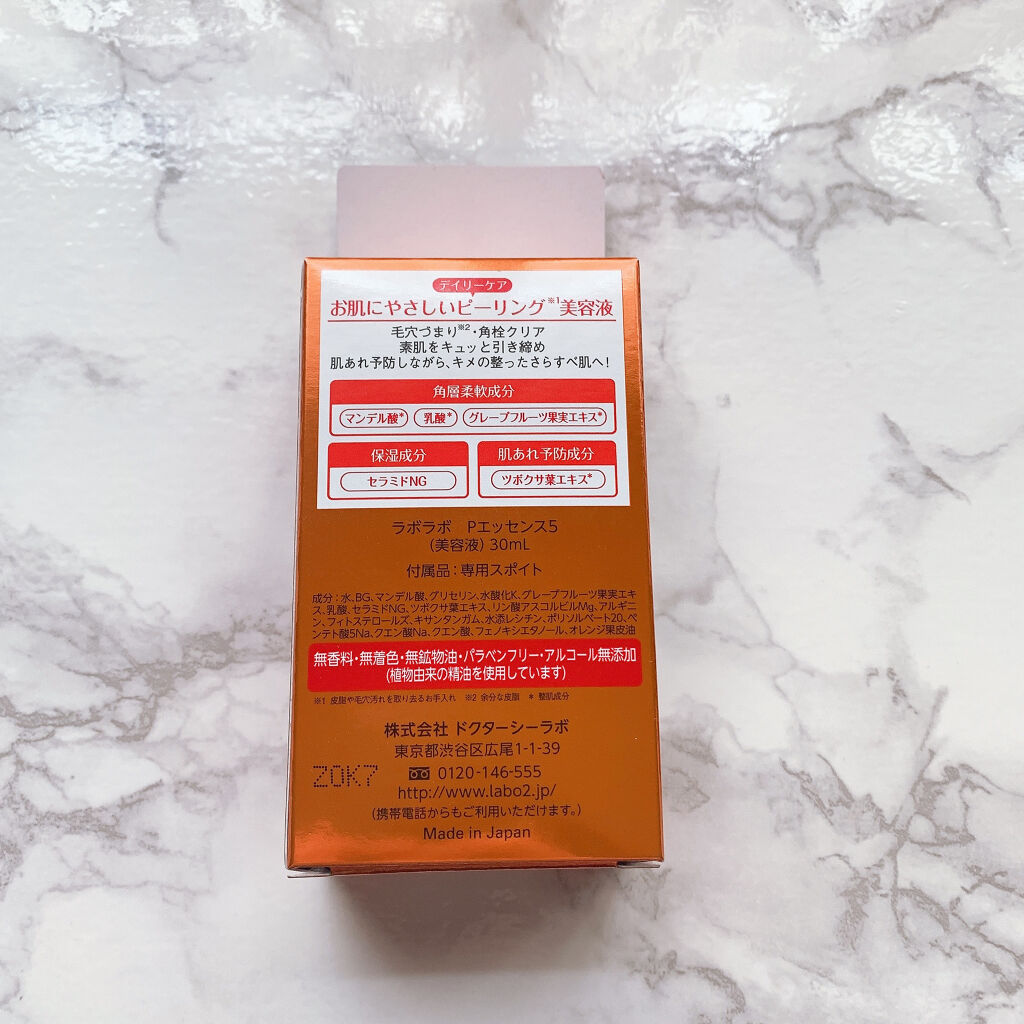 デイリーケア
お肌にやさしいピーリング※1美容液
毛穴づまり※2・角栓クリア
素肌をキュッと引き締め
肌あれ予防しながら、キメの整ったさらすべ肌へ!
角層柔軟成分
マンデル酸* 乳酸* グレープフルーツ果実エキス*
保湿成分 肌あれ予防成分
セラミドNG ツボクサ葉エキス*
ラボラボ Pエッセンス5
(美容液) 30mL
付属品:専用スポイト
成分:水、BG、マンデル酸、グリセリン、水酸化K、グレープフルーツ果実エキ
ス、乳酸、セラミドNG、ツボクサ葉エキス、リン酸アスコルビルMg、アルギニ
ン、フィトステロールズ、キサンタンガム、水添レシチン、ポリソルベート20、ペ
ンテト酸5Na、クエン酸Na、クエン酸、フェノキシエタノール、オレンジ果皮油
無香料・無着色・無鉱物油・パラベンフリー・アルコール無添加
(植物由来の精油を使用しています)
※1 皮脂や毛穴汚れを取り去るお手入れ ※2 余分な皮脂 * 整肌成分
株式会社 ドクターシーラボ
東京都渋谷区広尾1-1-39
ZOK7 0120-146-555
http://www.labo2.jp/
(携帯電話からもご利用いただけます。)
Made in Japan